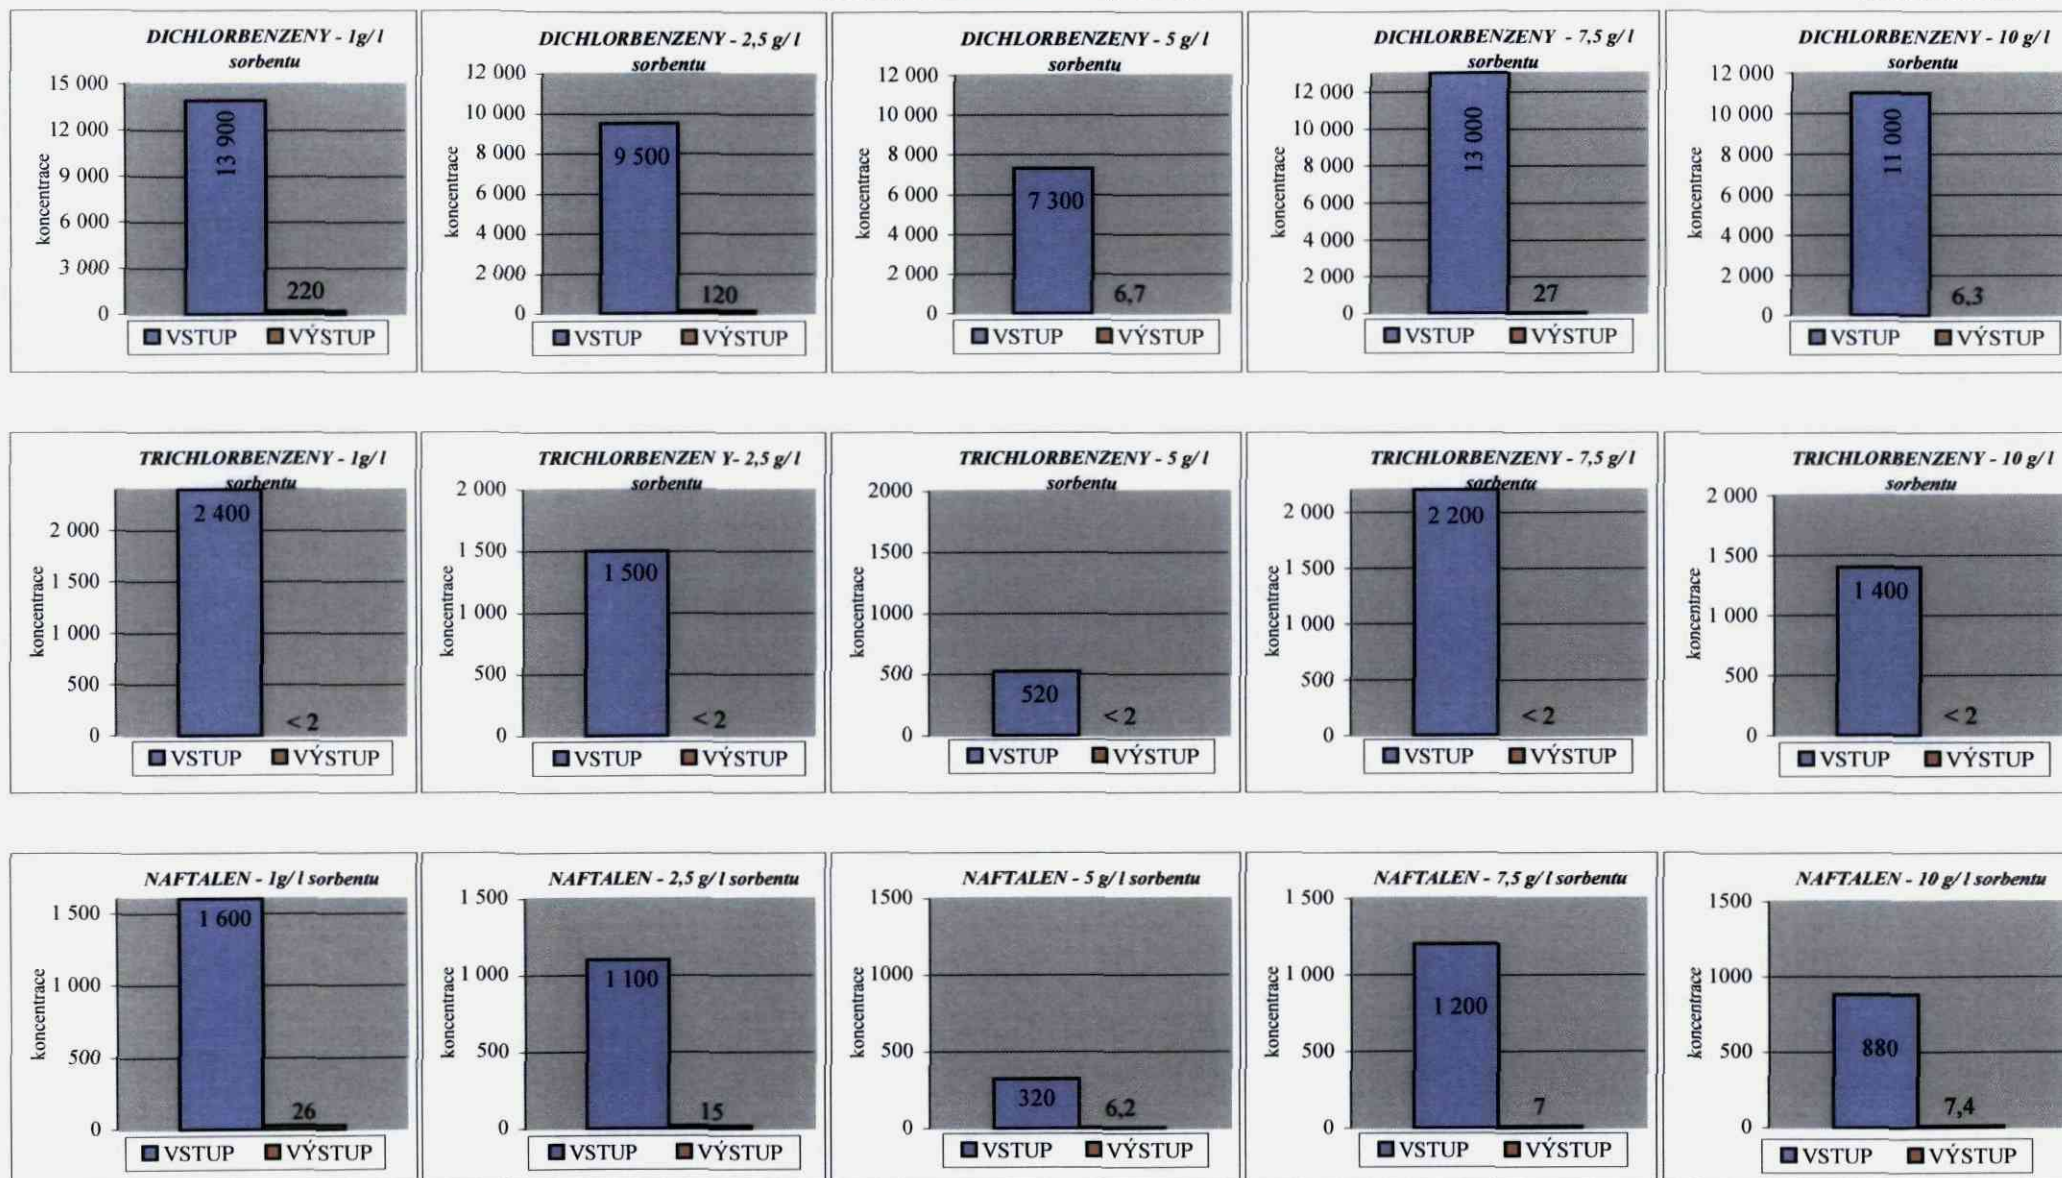 DICHLORBENZENY - 1g/ l
sorbentu
15 000
12 000
9 000
6 000
3 000
0
koncentrace
13 900
220
VSTUP VÝSTUP
DICHLORBENZENY - 2,5 g/ l
sorbentu
12 000
10 000
8 000
6 000
4 000
2 000
0
koncentrace
9 500
120
VSTUP VÝSTUP
DICHLORBENZENY - 5 g/ l
sorbentu
12 000
10 000
8 000
6 000
4 000
2 000
0
koncentrace
7 300
6,7
VSTUP VÝSTUP
DICHLORBENZENY - 7,5 g/ l
sorbentu
12 000
10 000
8 000
6 000
4 000
2 000
0
koncentrace
13 000
27
VSTUP VÝSTUP
DICHLORBENZENY - 10 g/ l
sorbentu
12 000
10 000
8 000
6 000
4 000
2 000
0
koncentrace
11 000
6,3
VSTUP VÝSTUP
TRICHLORBENZENY - 1g/ l
sorbentu
2 000
1 500
1 000
500
0
koncentrace
2 400
< 2
VSTUP VÝSTUP
TRICHLORBENZEN Y- 2,5 g/ l
sorbentu
2 000
1 500
1 000
500
0
koncentrace
1 500
< 2
VSTUP VÝSTUP
TRICHLORBENZENY - 5 g/ l
sorbentu
2000
1500
1000
500
0
koncentrace
520
< 2
VSTUP VÝSTUP
TRICHLORBENZENY - 7,5 g/ l
sorbentu
2 000
1 500
1 000
500
0
koncentrace
2 200
< 2
VSTUP VÝSTUP
TRICHLORBENZENY - 10 g/ l
sorbentu
2 000
1 500
1 000
500
0
koncentrace
1 400
< 2
VSTUP VÝSTUP
NAFTALEN - 1g/ l sorbentu
1 500
1 000
500
0
koncentrace
1 600
26
VSTUP VÝSTUP
NAFTALEN - 2,5 g/ l sorbentu
1 500
1 000
500
0
koncentrace
1 100
15
VSTUP VÝSTUP
NAFTALEN - 5 g/ l sorbentu
1 500
1 000
500
0
koncentrace
320
6,2
VSTUP VÝSTUP
NAFTALEN - 7,5 g/ l sorbentu
1 500
1 000
500
0
koncentrace
1 200
7
VSTUP VÝSTUP
NAFTALEN - 10 g/ l sorbentu
1500
1000
500
0
koncentrace
880
7,4
VSTUP VÝSTUP